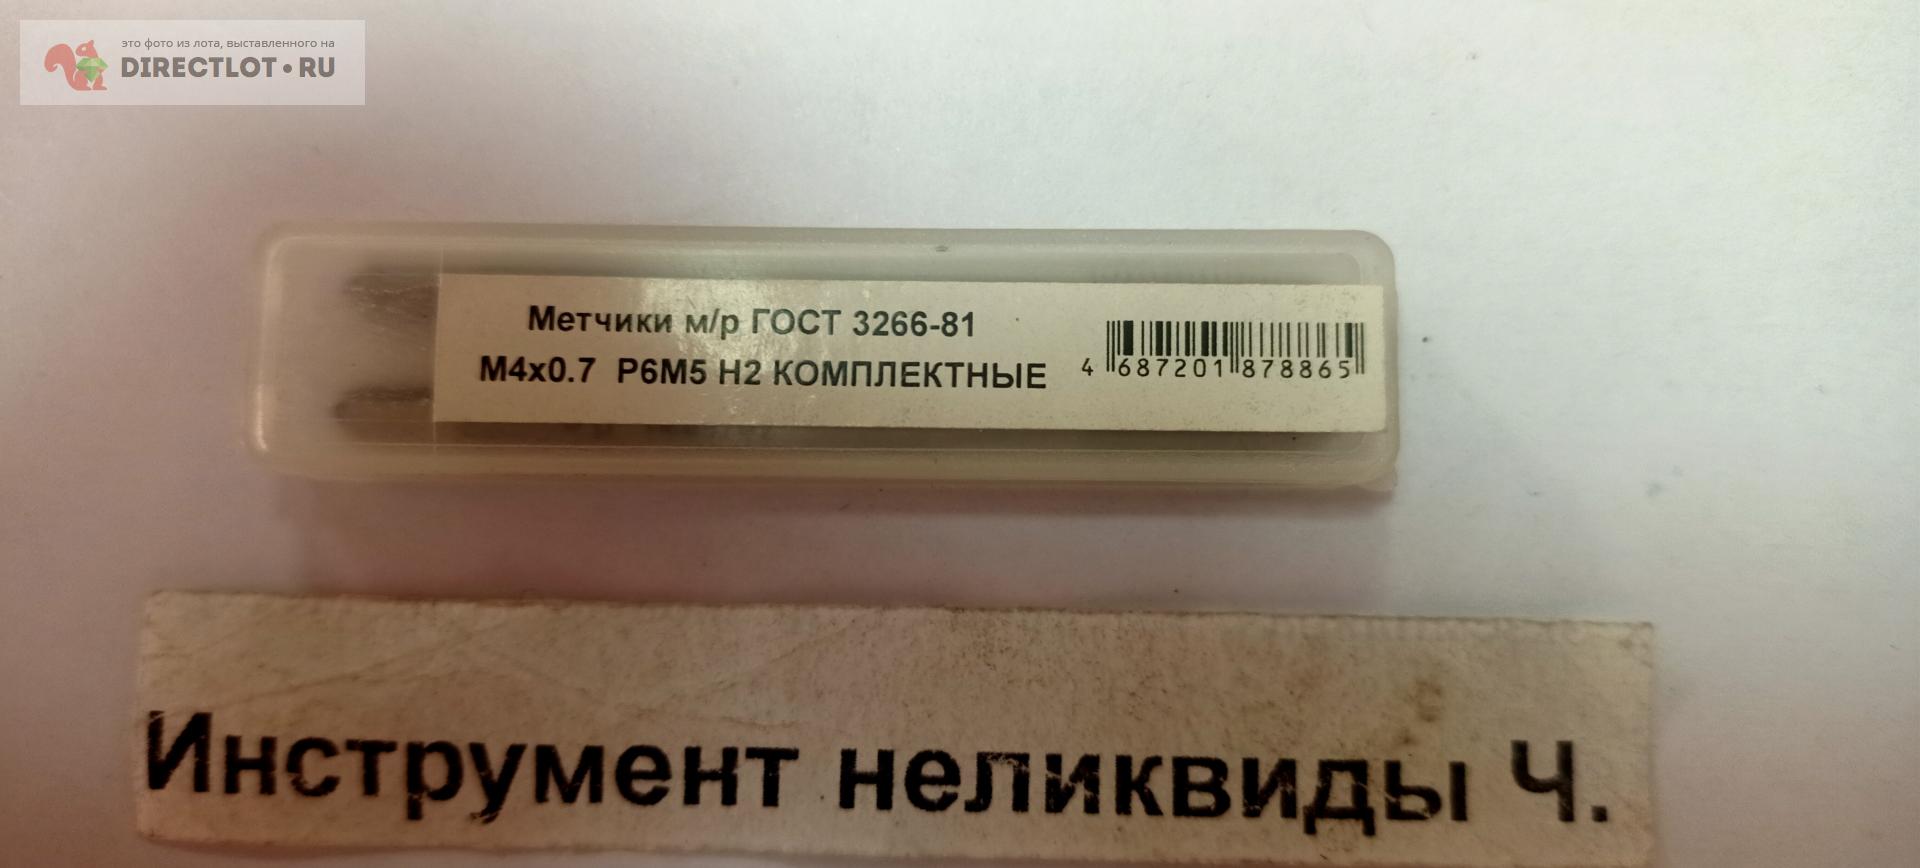 это фото из лота, выставленного на
DIRECTLOT•RU
Метчики м/р ГОСТ 3266-81
М4х0.7 Р6М5 Н2 КОМПЛЕКТНЫЕ
4 687201 878865
Инструмент неликвиды Ч.